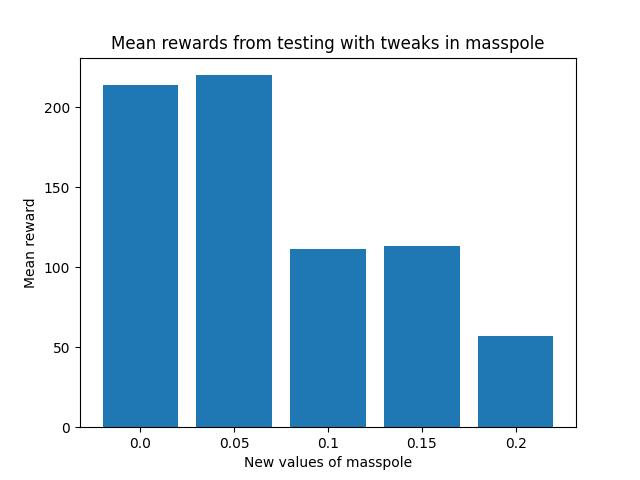 Mean rewards from testing with tweaks in masspole
200
150
100
50
0
Mean reward
0.0 0.05 0.1 0.15 0.2
New values of masspole